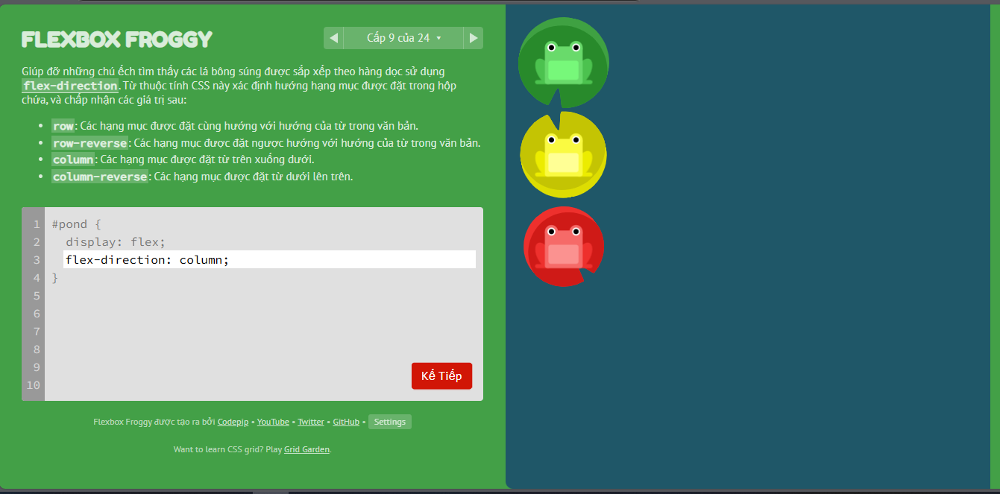 FLEXBOX FROGGY
◀ Cấp 9 của 24 ▾ ▶
Giúp đỡ những chú ếch tìm thấy các lá bông súng được sắp xếp theo hàng dọc sử dụng
flex-direction. Từ thuộc tính CSS này xác định hướng hạng mục được đặt trong hộp
chứa, và chấp nhận các giá trị sau:
• row: Các hạng mục được đặt cùng hướng với hướng của từ trong văn bản.
• row-reverse: Các hạng mục được đặt ngược hướng với hướng của từ trong văn bản.
• column: Các hạng mục được đặt từ trên xuống dưới.
• column-reverse: Các hạng mục được đặt từ dưới lên trên.
1 #pond {
2 display: flex;
3 flex-direction: column;
4 }
5
6
7
8
9
10
Kế Tiếp
Flexbox Froggy được tạo ra bởi Codepip • YouTube • Twitter • GitHub • Settings
Want to learn CSS grid? Play Grid Garden.